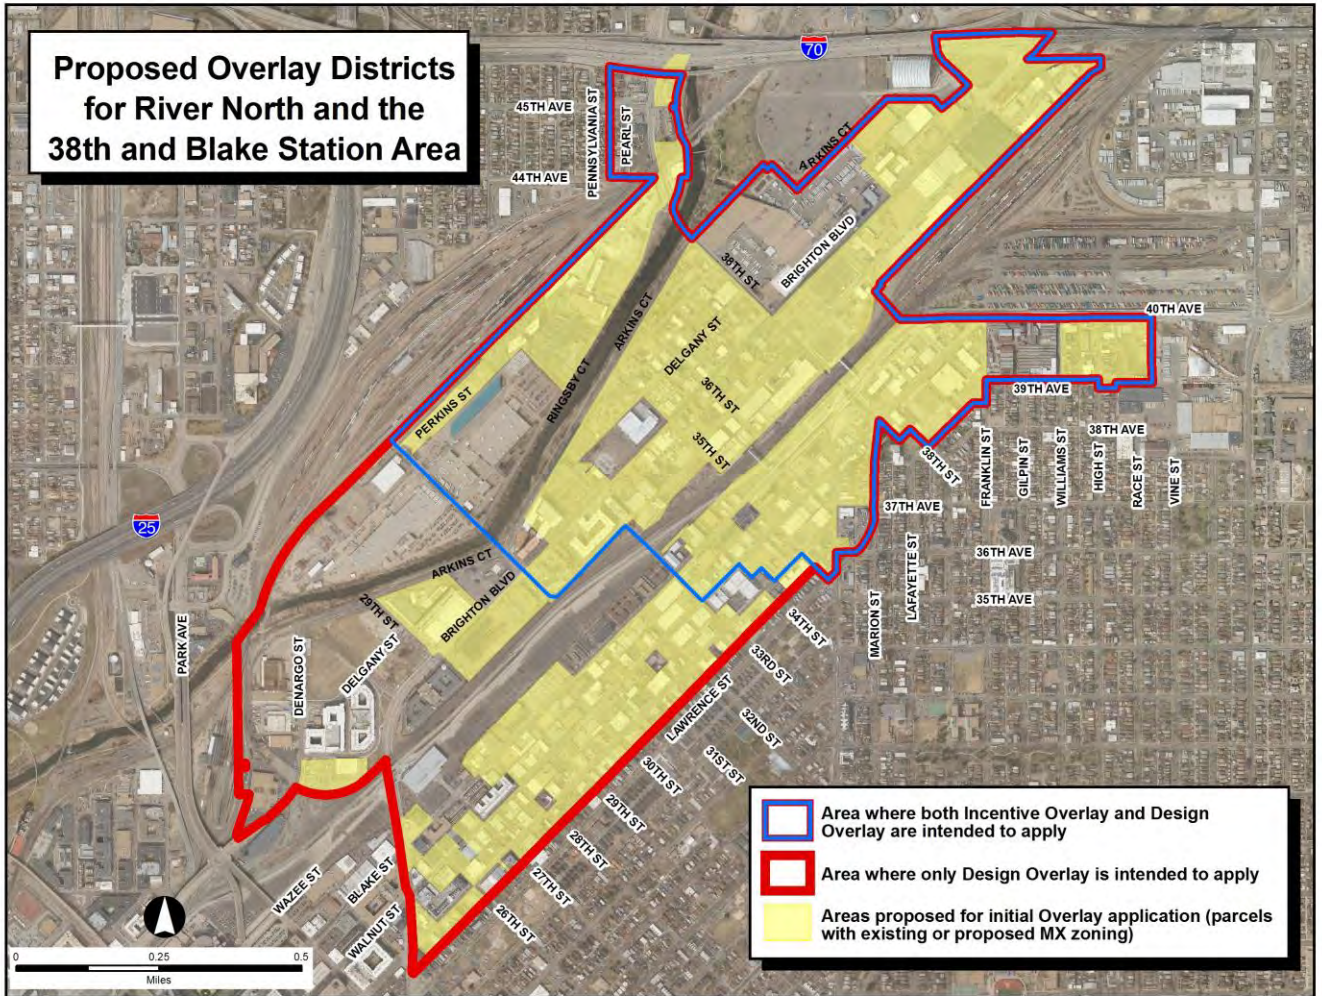 Proposed Overlay Districts
for River North and the
38th and Blake Station Area
70
45TH AVE
PENNSYLVANIA ST
PEARL ST
44TH AVE
ARKINS CT
BRIGHTON BLVD
38TH ST
ARKINS CT
DELGANY ST
RINGSBY CT
36TH ST
35TH ST
PERKINS ST
40TH AVE
39TH AVE
38TH AVE
38TH ST
FRANKLIN ST
GILPIN ST
WILLIAMS ST
HIGH ST
RACE ST
VINE ST
37TH AVE
36TH AVE
35TH AVE
MARION ST
LAFAYETTE ST
25
ARKINS CT
BRIGHTON BLVD
29TH ST
DELGANY ST
DENARGO ST
PARK AVE
34TH ST
33RD ST
LAWRENCE ST
32ND ST
31ST ST
30TH ST
29TH ST
28TH ST
27TH ST
26TH ST
WAZEE ST
BLAKE ST
WALNUT ST
0 0.25 0.5
Miles
Area where both Incentive Overlay and Design
Overlay are intended to apply
Area where only Design Overlay is intended to apply
Areas proposed for initial Overlay application (parcels
with existing or proposed MX zoning)